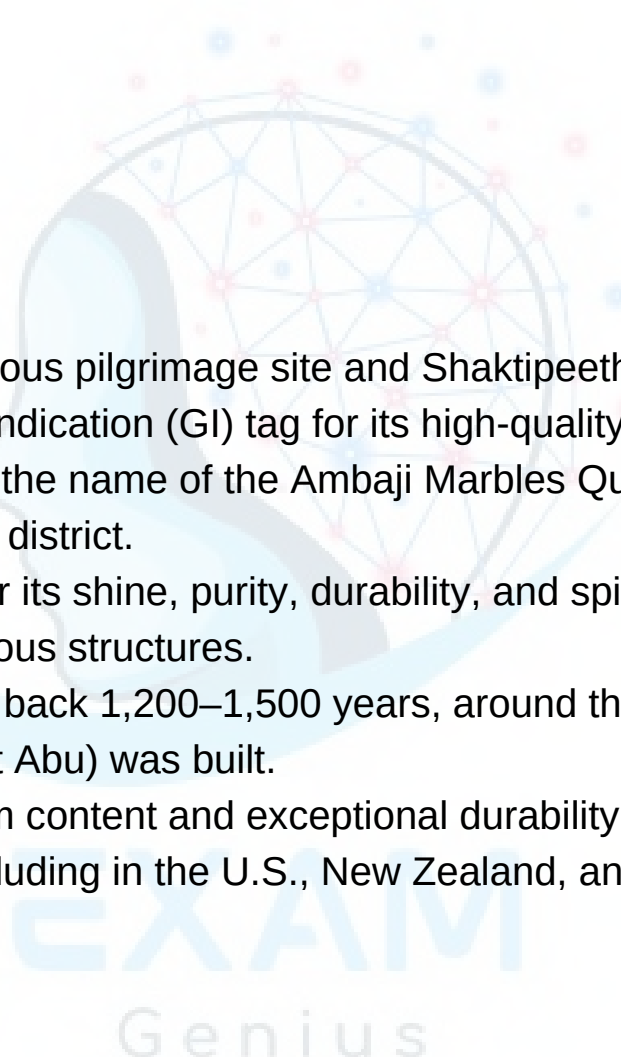 ous pilgrimage site and Shaktipeeth
ndication (GI) tag for its high-quality
the name of the Ambaji Marbles Qu
district.
r its shine, purity, durability, and spi
ous structures.
back 1,200–1,500 years, around th
t Abu) was built.
m content and exceptional durability
luding in the U.S., New Zealand, an
EXAM
Genius